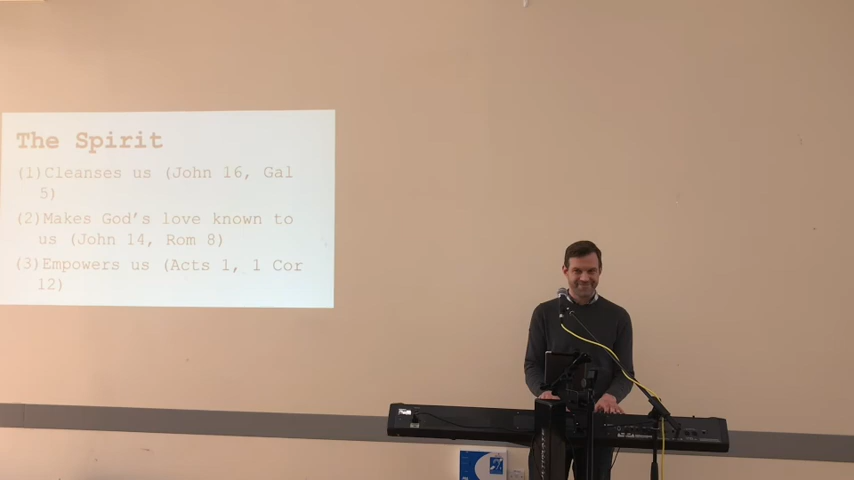 The Spirit
(1)Cleanses us (John 16, Gal
5)
(2)Makes God's love known to
us (John 14, Rom 8)
(3)Empowers us (Acts 1, 1 Cor
12)